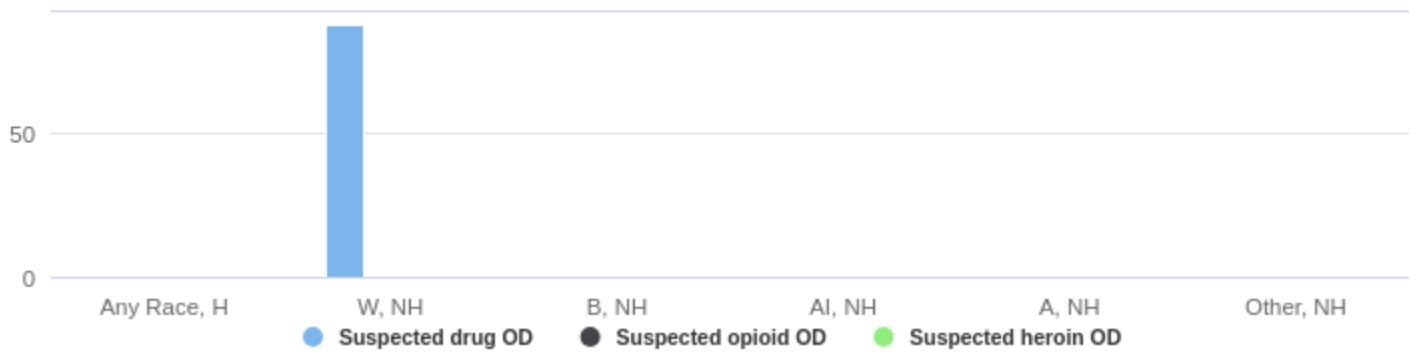 50
0
Any Race, H W, NH B, NH AI, NH A, NH Other, NH
Suspected drug OD Suspected opioid OD Suspected heroin OD